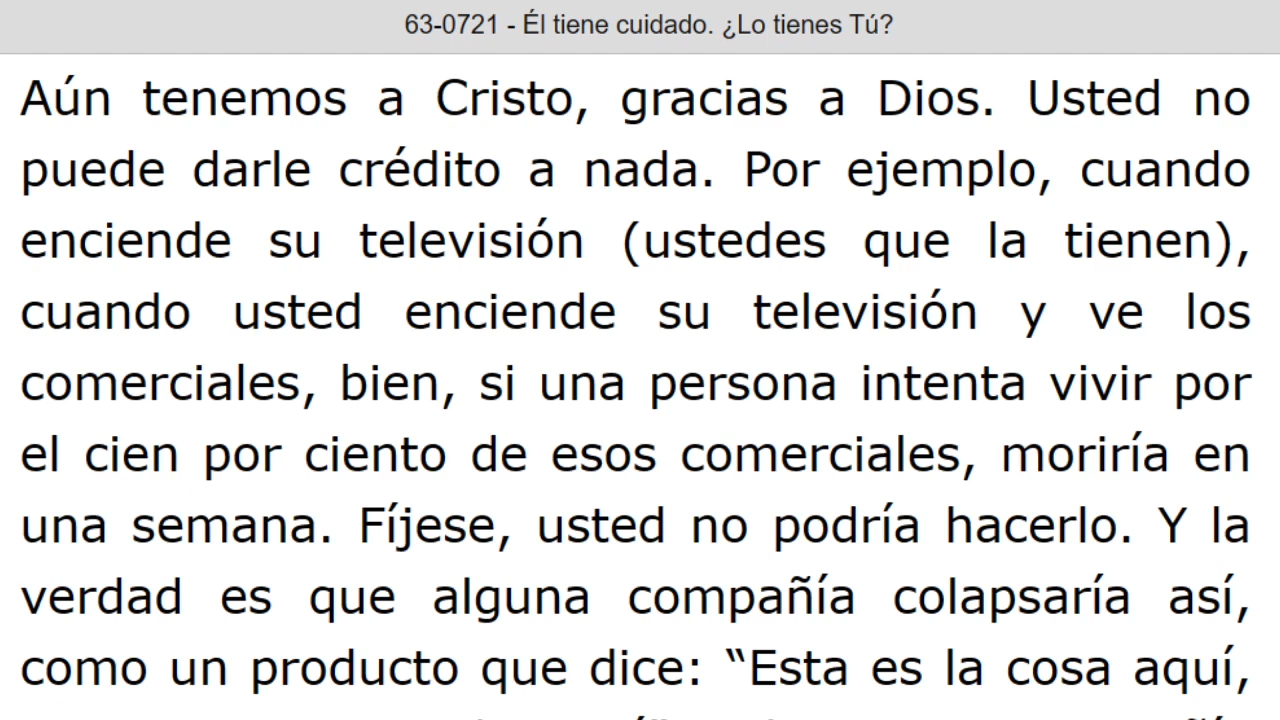 63-0721 - Él tiene cuidado. ¿Lo tienes Tú?
Aún tenemos a Cristo, gracias a Dios. Usted no
puede darle crédito a nada. Por ejemplo, cuando
enciende su televisión (ustedes que la tienen),
cuando usted enciende su televisión y ve los
comerciales, bien, si una persona intenta vivir por
el cien por ciento de esos comerciales, moriría en
una semana. Fíjese, usted no podría hacerlo. Y la
verdad es que alguna compañía colapsaría así,
como un producto que dice: “Esta es la cosa aquí,